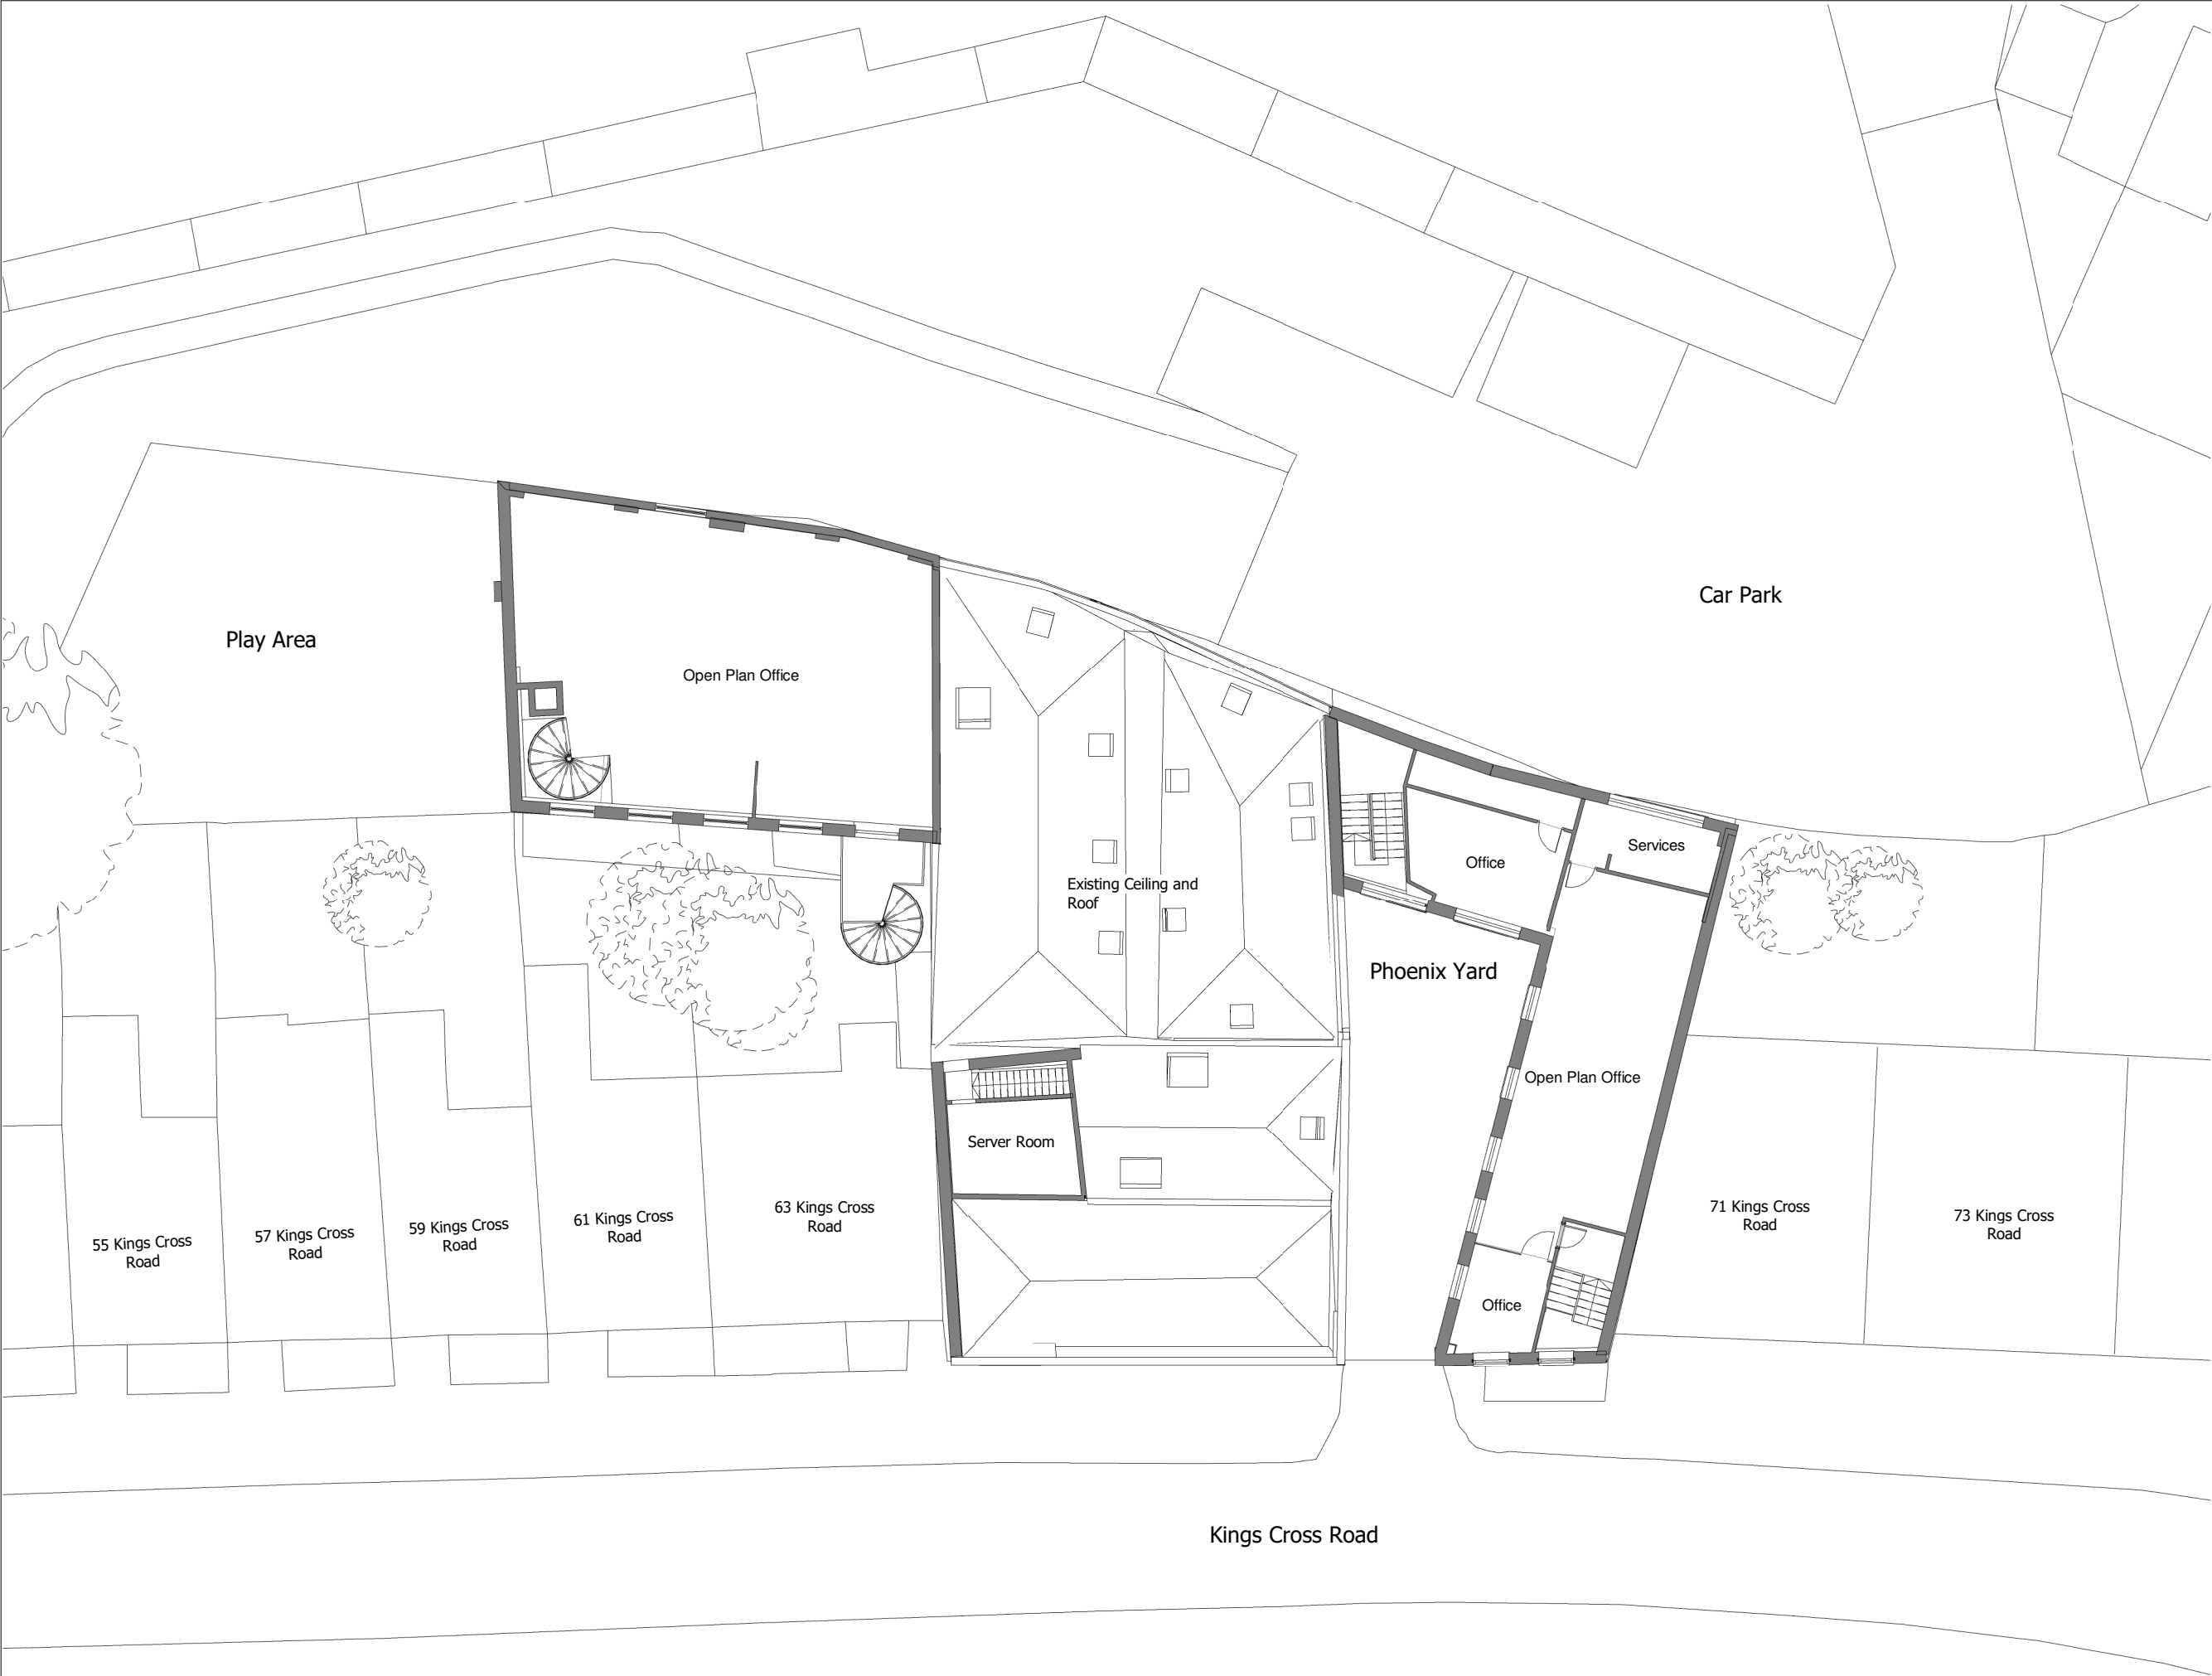 Car Park
Play Area
Open Plan Office
Services
Office
Existing Ceiling and
Roof
Phoenix Yard
Open Plan Office
Server Room
55 Kings Cross
Road
57 Kings Cross
Road
59 Kings Cross
Road
61 Kings Cross
Road
63 Kings Cross
Road
71 Kings Cross
Road
73 Kings Cross
Road
Office
Kings Cross Road